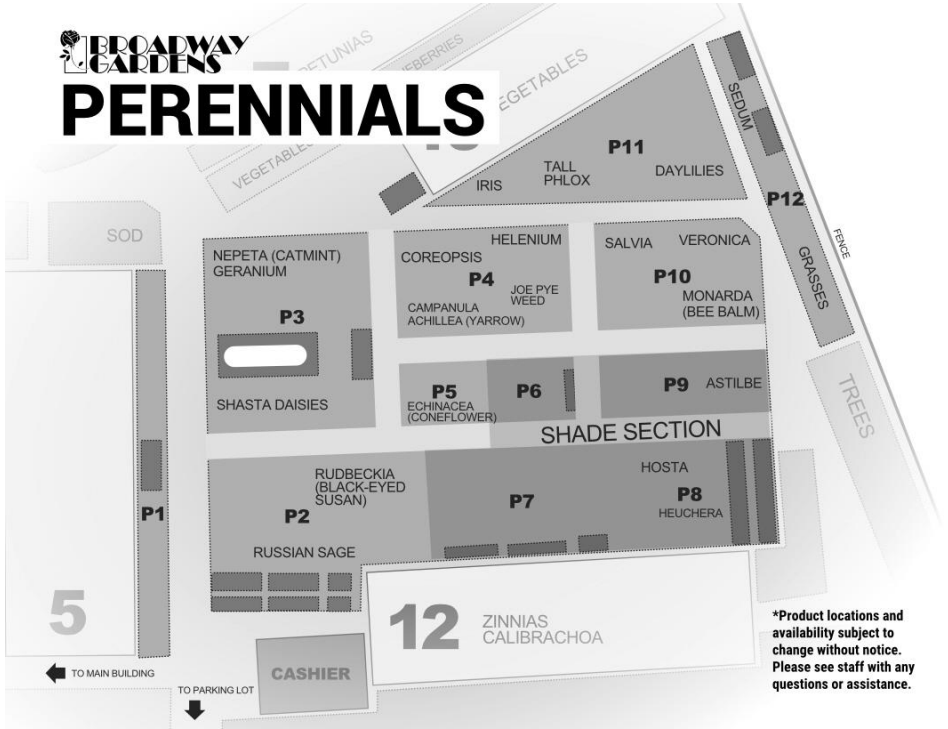 BROADWAY
GARDENS
PERENNIALS
VEGETABLES
SOD
SEDUM
P11
TALL
PHLOX
DAYLILIES
IRIS
P12
FENCE
GRASSES
NEPETA (CATMINT)
GERANIUM
P3
SHASTA DAISIES
HELENIUM
COREOPSIS
P4
JOE PYE
WEED
CAMPANULA
ACHILLEA (YARROW)
SALVIA VERONICA
P10
MONARDA
(BEE BALM)
P5
ECHINACEA
(CONEFLOWER)
P6
P9 ASTILBE
SHADE SECTION
TREES
P1
RUDBECKIA
(BLACK-EYED
SUSAN)
P2
RUSSIAN SAGE
P7
HOSTA
P8
HEUCHERA
5
12
ZINNIAS
CALIBRACHOA
CASHIER
TO MAIN BUILDING
TO PARKING LOT
*Product locations and
availability subject to
change without notice.
Please see staff with any
questions or assistance.